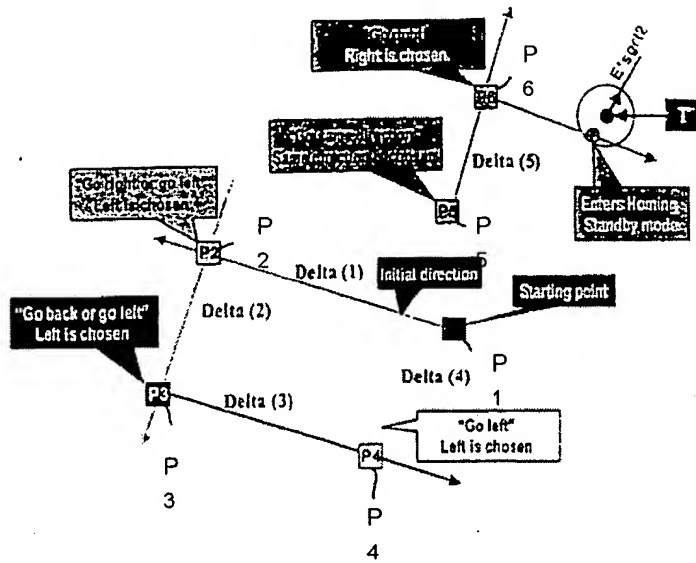 Right is chosen.
P
6
E*sqrt2
T
Delta (5)
Enters Homing
Standby mode
"Go right or go left"
Left is chosen.
P2
P
2
P5
P
5
Delta (1)
Initial direction
Starting point
"Go back or go left"
Left is chosen
Delta (2)
P3
Delta (3)
Delta (4)
P
1
"Go left"
Left is chosen
P4
P
3
P
4